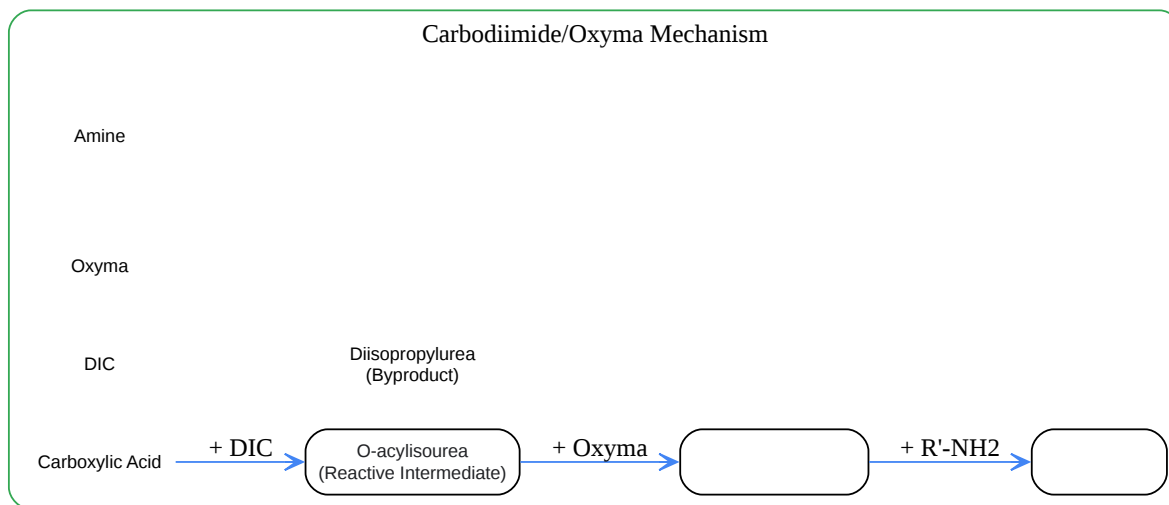 Carbodiimide/Oxyma Mechanism
Amine
Oxyma
DIC
Diisopropylurea
(Byproduct)
Carboxylic Acid
+ DIC
O-acylisourea
(Reactive Intermediate)
+ Oxyma
+ R'-NH2